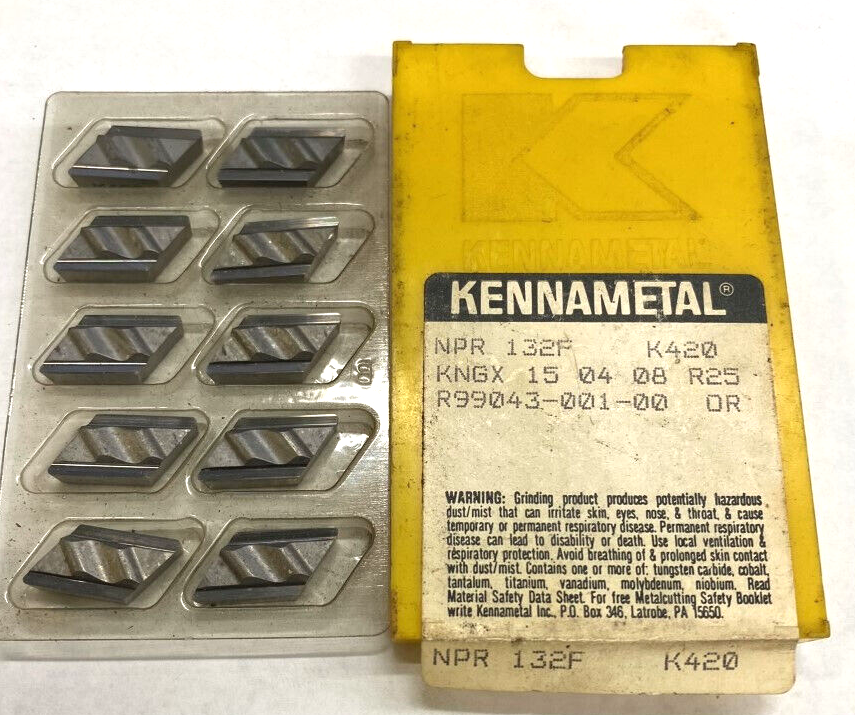 KENNAMETAL
KENNAMETAL®
NPR 132F K420
KNGX 15 04 08 R25
R99043-001-00 OR
WARNING: Grinding product produces potentially hazardous
dust/mist that can irritate skin, eyes, nose, & throat, & cause
temporary or permanent respiratory disease. Permanent respiratory
disease can lead to disability or death. Use local ventilation &
respiratory protection. Avoid breathing of & prolonged skin contact
with dust/mist. Contains one or more of: tungsten carbide, cobalt,
tantalum, titanium, vanadium, molybdenum, niobium. Read
Material Safety Data Sheet. For free Metalcutting Safety Booklet
write Kennametal Inc., P.O. Box 346, Latrobe, PA 15650.
NPR 132F K420